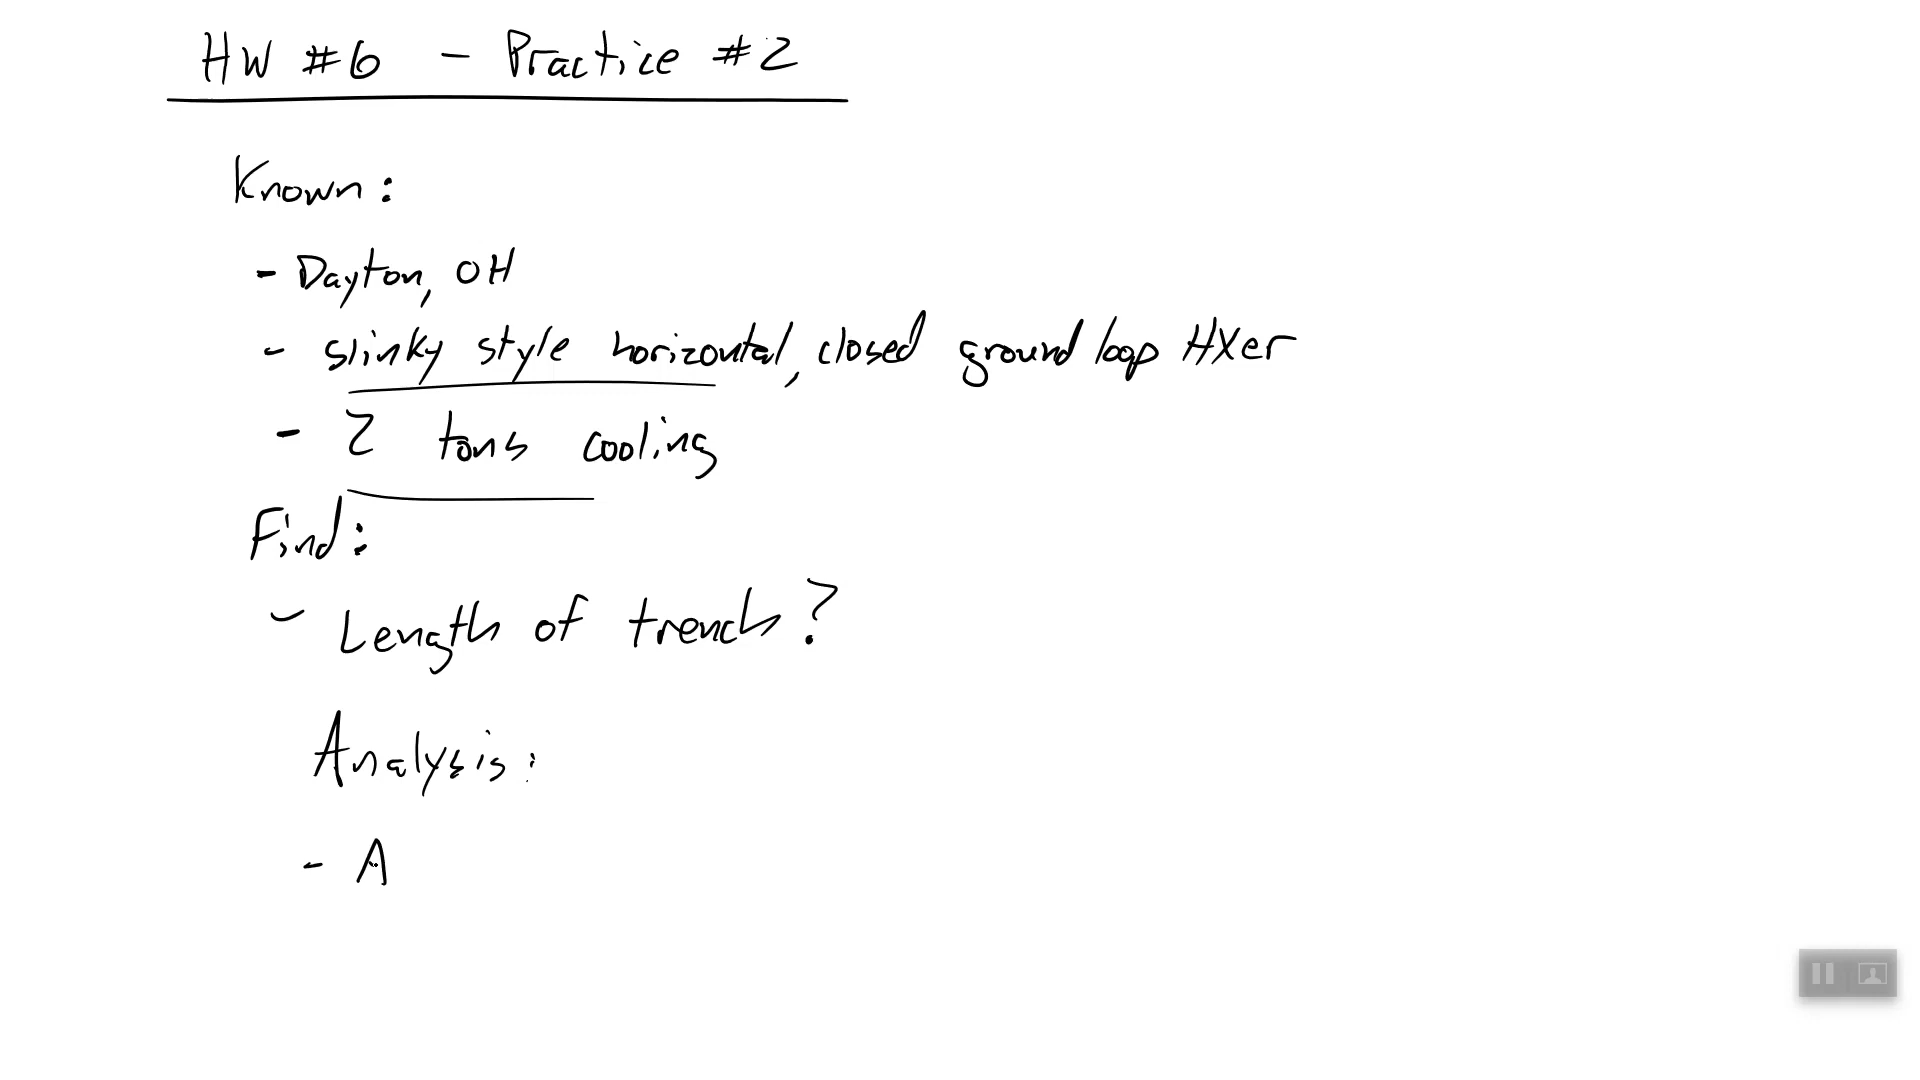 HW #6 - Practice #2
Known:
- Dayton, OH
- slinky style horizontal, closed ground loop HXer
- 2 tons cooling
Find:
- Length of trench?
Analysis:
- A